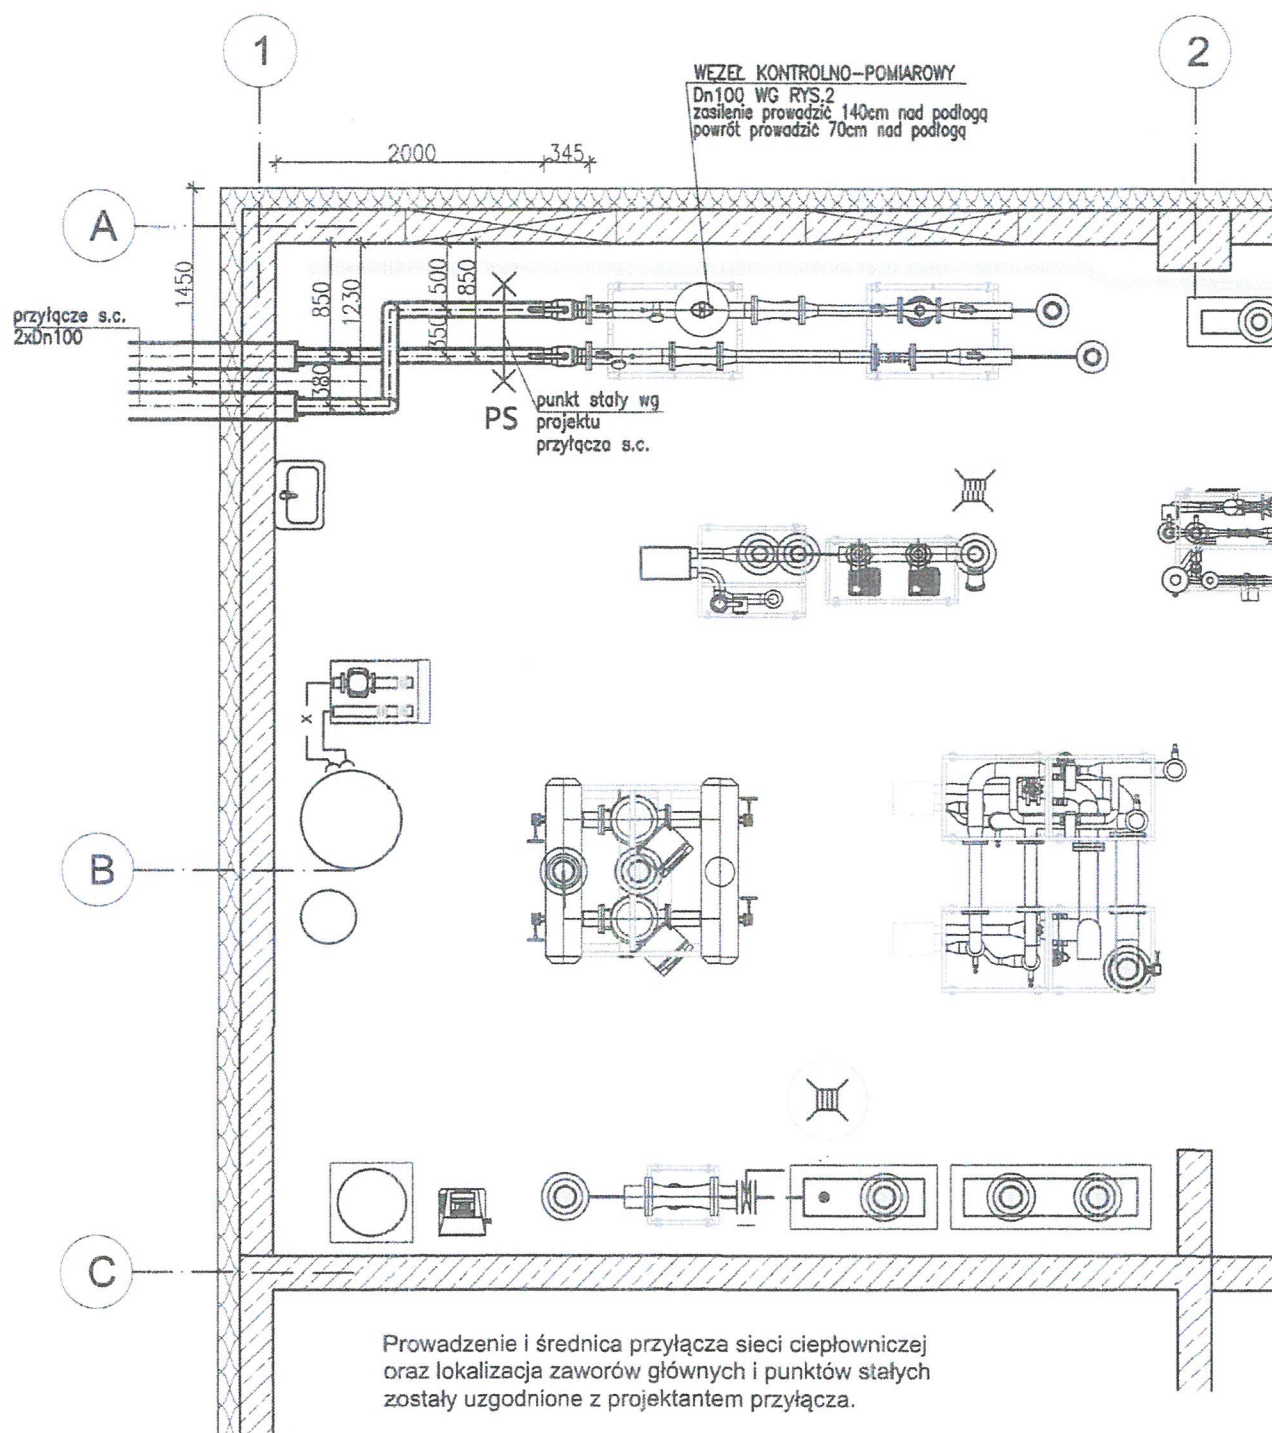 1
2
WĘZEŁ KONTROLNO-POMIAROWY
Dn100 WG RYS.2
zasilenie prowadzić 140cm nad podłogą
powrót prowadzić 70cm nad podłogą
2000
345
A
1450
850
1230
500
850
350
380
przyłącze s.c.
2xDn100
PS
punkt stały wg
projektu
przyłącza s.c.
x
B
C
Prowadzenie i średnica przyłącza sieci ciepłowniczej
oraz lokalizacja zaworów głównych i punktów stałych
zostały uzgodnione z projektantem przyłącza.